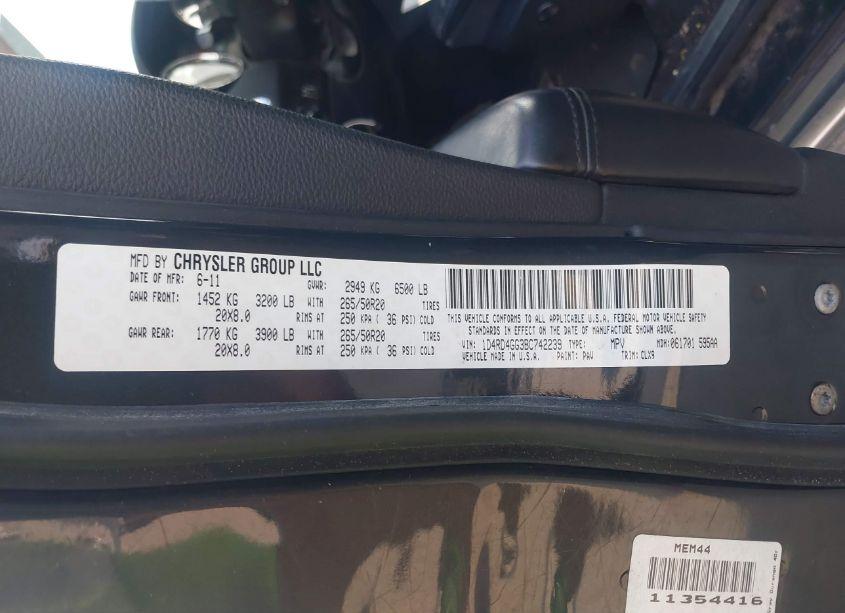 MFD BY CHRYSLER GROUP LLC
DATE OF MFR: 6-11 GVWR: 2949 KG 6500 LB
GAWR FRONT: 1452 KG 3200 LB WITH 265/50R20 TIRES
20X8.0 RIMS AT 250 KPA ( 36 PSI) COLD
GAWR REAR: 1770 KG 3900 LB WITH 265/50R20 TIRES
20X8.0 RIMS AT 250 KPA ( 36 PSI) COLD
THIS VEHICLE CONFORMS TO ALL APPLICABLE U.S.A. FEDERAL MOTOR VEHICLE SAFETY
STANDARDS IN EFFECT ON THE DATE OF MANUFACTURE SHOWN ABOVE.
VIN: 1D4RD4GG3BC742239 TYPE: MPV MDH:061701 595AA
VEHICLE MADE IN U.S.A. PAINT: PAV TRIM: CLX9
MEM44
11354416